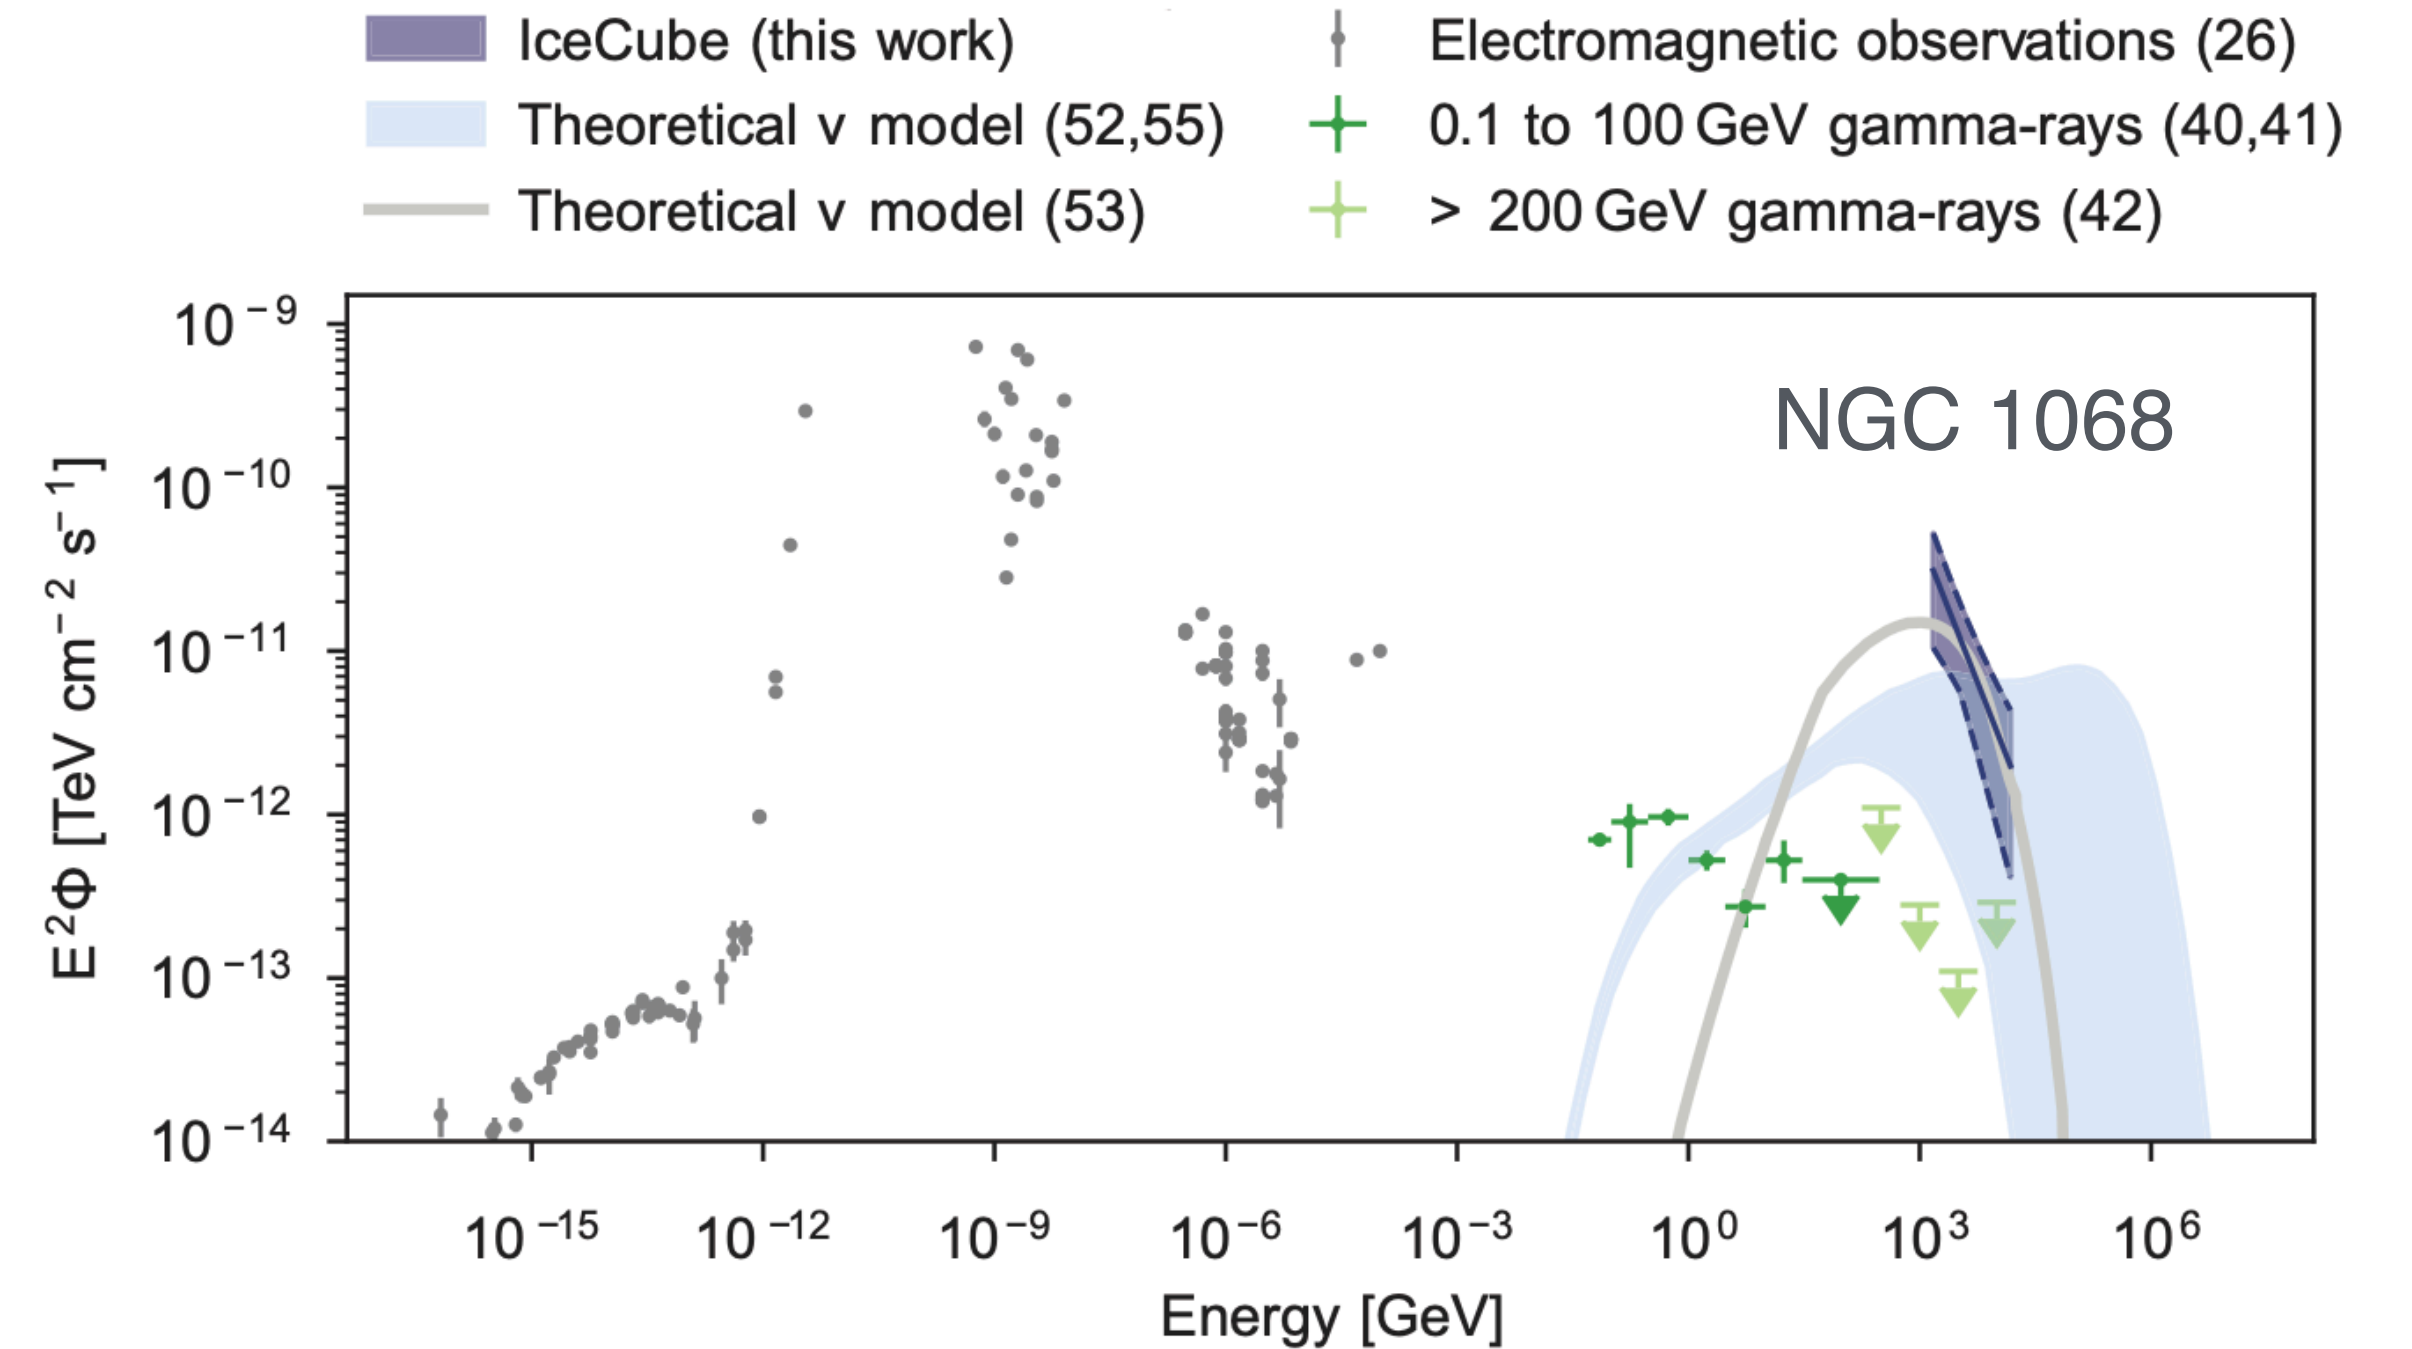 IceCube (this work)
Theoretical ν model (52,55)
Theoretical ν model (53)
Electromagnetic observations (26)
0.1 to 100 GeV gamma-rays (40,41)
> 200 GeV gamma-rays (42)
NGC 1068
E²Φ [TeV cm⁻² s⁻¹]
10⁻⁹
10⁻¹⁰
10⁻¹¹
10⁻¹²
10⁻¹³
10⁻¹⁴
10⁻¹⁵ 10⁻¹² 10⁻⁹ 10⁻⁶ 10⁻³ 10⁰ 10³ 10⁶
Energy [GeV]